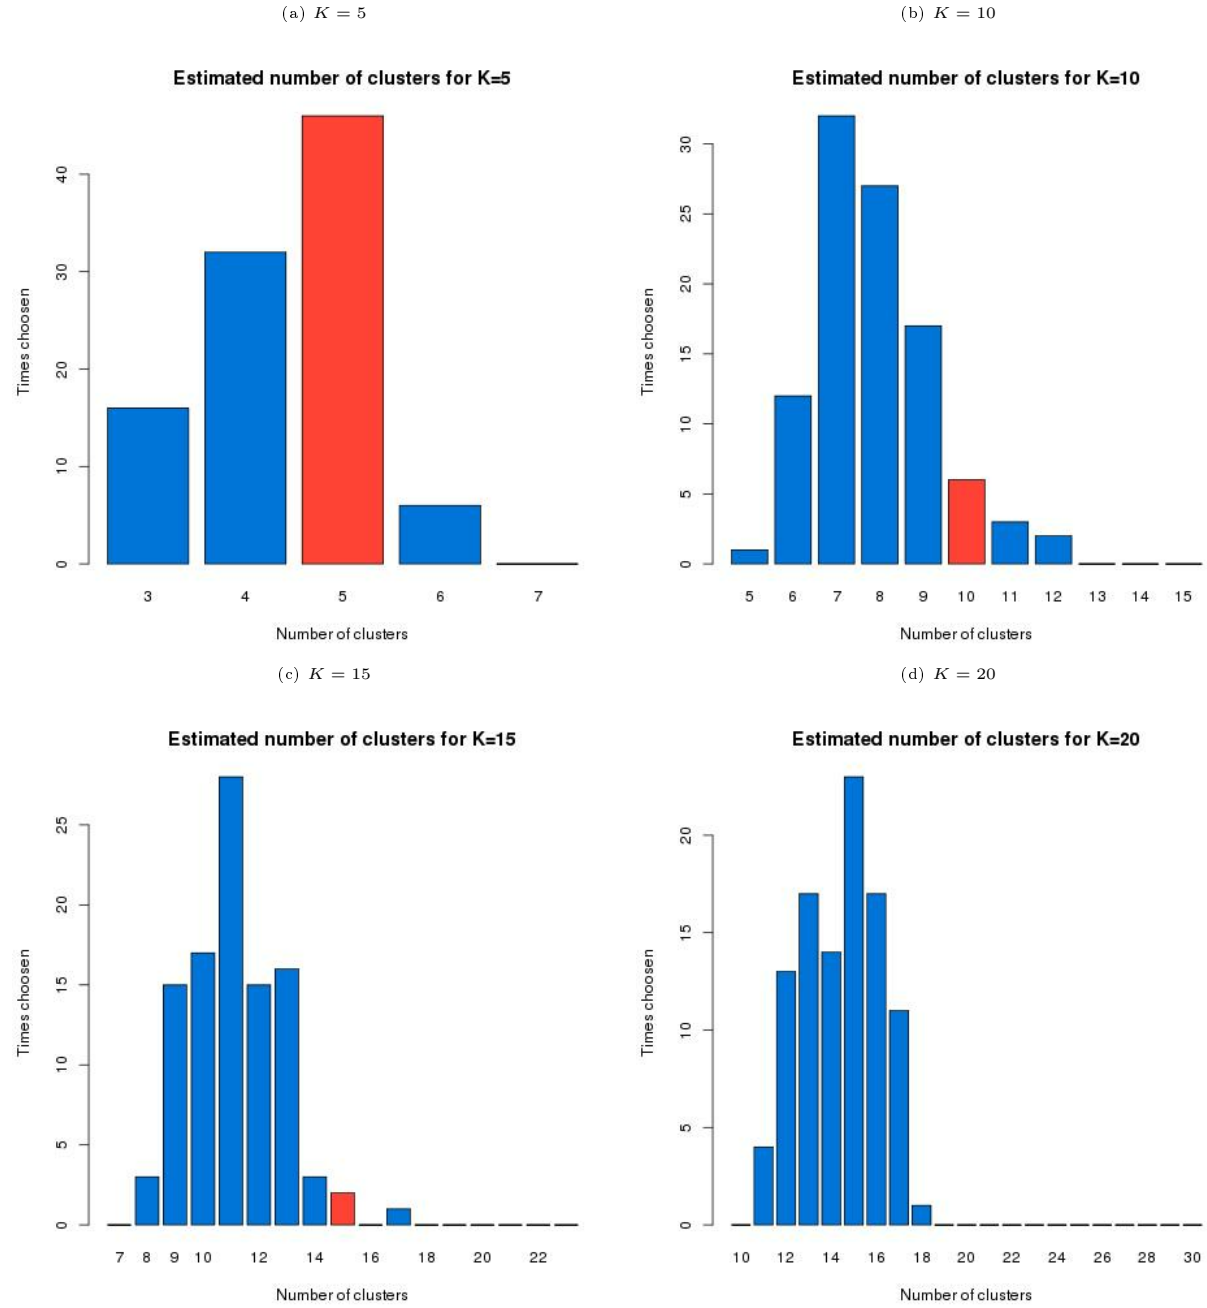 (a) K = 5
Estimated number of clusters for K=5
Times choosen
0 10 20 30 40
3 4 5 6 7
Number of clusters
(b) K = 10
Estimated number of clusters for K=10
Times choosen
0 5 10 15 20 25 30
5 6 7 8 9 10 11 12 13 14 15
Number of clusters
(c) K = 15
Estimated number of clusters for K=15
Times choosen
0 5 10 15 20 25
7 8 9 10 12 14 16 18 20 22
Number of clusters
(d) K = 20
Estimated number of clusters for K=20
Times choosen
0 5 10 15 20
10 12 14 16 18 20 22 24 26 28 30
Number of clusters